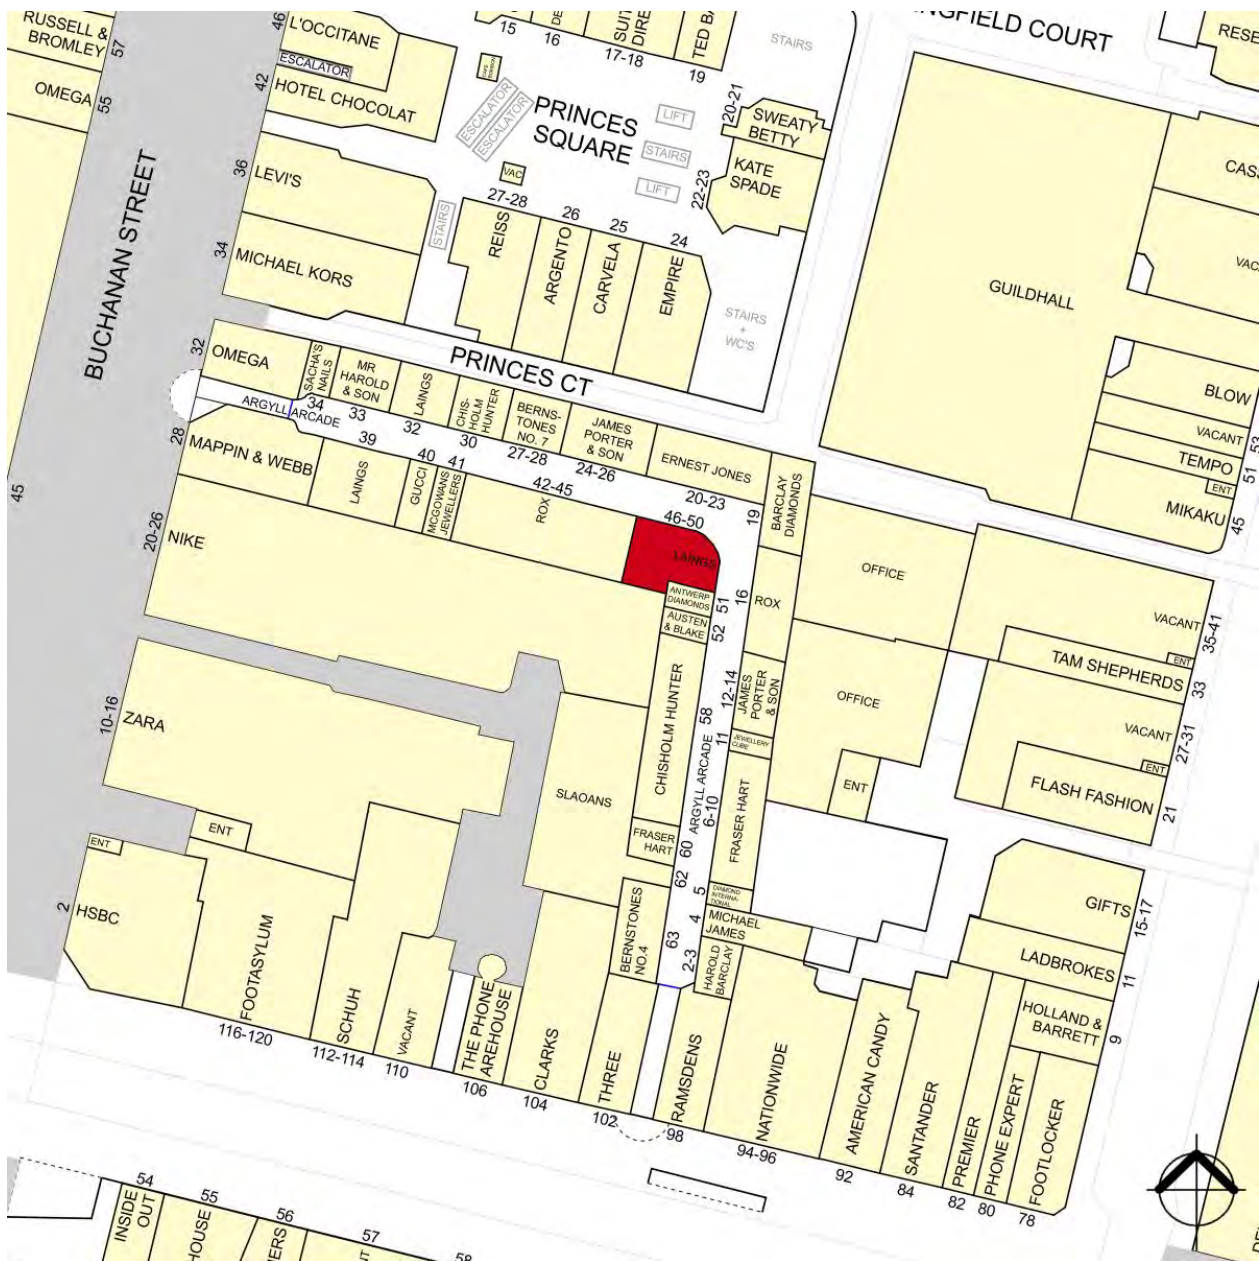 RUSSELL &
BROMLEY
57
OMEGA
55
45
BUCHANAN STREET
46
L'OCCITANE
ESCALATOR
42
HOTEL CHOCOLAT
36
LEVI'S
34
MICHAEL KORS
15
16
DE
SUIT
DIRE
17-18
TED BA
19
STAIRS
ESCALATOR
ESCALATOR
PRINCES
SQUARE
LIFT
STAIRS
LIFT
VAC
20-21
SWEATY
BETTY
KATE
SPADE
22-23
STAIRS
27-28
REISS
26
ARGENTO
25
CARVELA
24
EMPIRE
STAIRS
+
WC'S
NGFIELD COURT
RESE
GUILDHALL
CAS
VAC
BLOW
VACANT
53
TEMPO
51
ENT
MIKAKU
45
PRINCES CT
32
OMEGA
SACHA'S
NAILS
34
MR
HAROLD
& SON
33
LAINGS
32
CHIS-
HOLM
HUNTER
30
BERNS-
TONES
NO. 7
27-28
JAMES
PORTER
& SON
24-26
ERNEST JONES
20-23
BARCLAY
DIAMONDS
19
ARGYLL ARCADE
28
MAPPIN & WEBB
39
LAINGS
40
GUCCI
41
MCGOWANS
JEWELLERS
42-45
ROX
46-50
LAINGS
20-26
NIKE
ANTWERP
DIAMONDS
51
AUSTEN
& BLAKE
52
16
ROX
OFFICE
VACANT
35-41
ENT
TAM SHEPHERDS
33
CHISHOLM HUNTER
58
12-14
JAMES
PORTER
& SON
OFFICE
VACANT
27-31
ENT
FLASH FASHION
21
10-16
ZARA
11
JEWELLERY
CUBE
ARGYLL ARCADE
6-10
FRASER HART
SLAOANS
ENT
ENT
ENT
FRASER
HART
60
62
5
DIAMOND
INTERNA-
TIONAL
2
HSBC
BERNSTONES
NO.4
63
4
MICHAEL
JAMES
2-3
HAROLD
BARCLAY
GIFTS
15-17
LADBROKES
11
HOLLAND &
BARRETT
9
FOOTASYLUM
116-120
SCHUH
112-114
VACANT
110
THE PHONE
AREHOUSE
106
CLARKS
104
THREE
102
RAMSDENS
98
NATIONWIDE
94-96
AMERICAN CANDY
92
SANTANDER
84
PREMIER
82
PHONE EXPERT
80
FOOTLOCKER
78
54
INSIDE
OUT
55
HOUSE
56
ERS
57
58